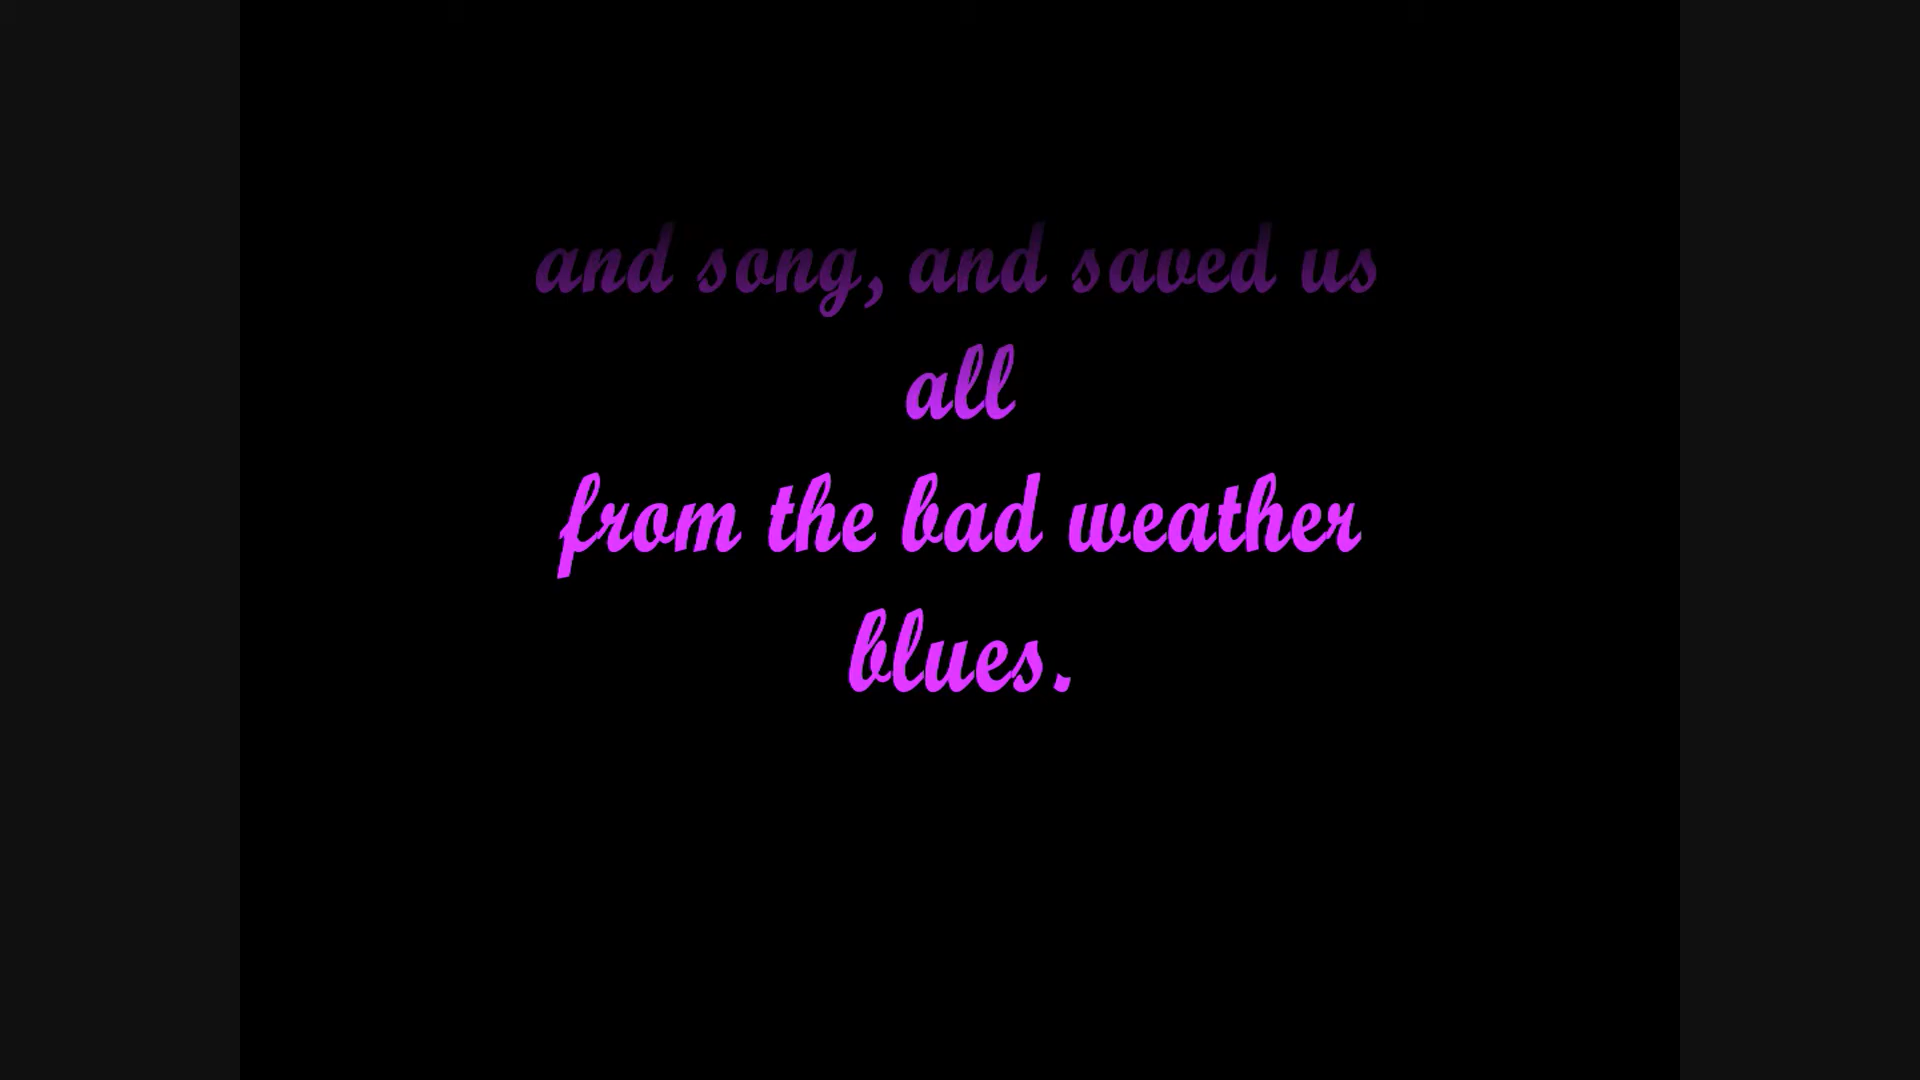 and song, and saved us
all
from the bad weather
blues.